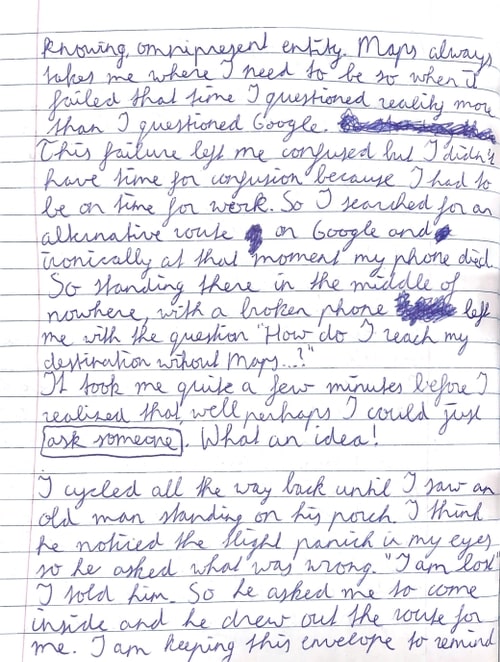 knowing, omnipresent entity. Maps always
takes me where I need to be so when it
failed that time I questioned reality more
than I questioned Google.
This failure left me confused but I didn't
have time for confusion because I had to
be on time for work. So I searched for an
alternative route on Google and
ironically at that moment my phone died.
So standing there in the middle of
nowhere, with a broken phone left
me with the question "How do I reach my
destination without Maps...?"
It took me quite a few minutes before I
realized that, well perhaps I could just
ask someone. What an idea!
I cycled all the way back until I saw an
old man standing on his porch. I think
he noticed the slight panick in my eyes
so he asked what was wrong. "I am lost"
I told him. So he asked me to come
inside and he drew out the route for
me. I am keeping this envelope to remind